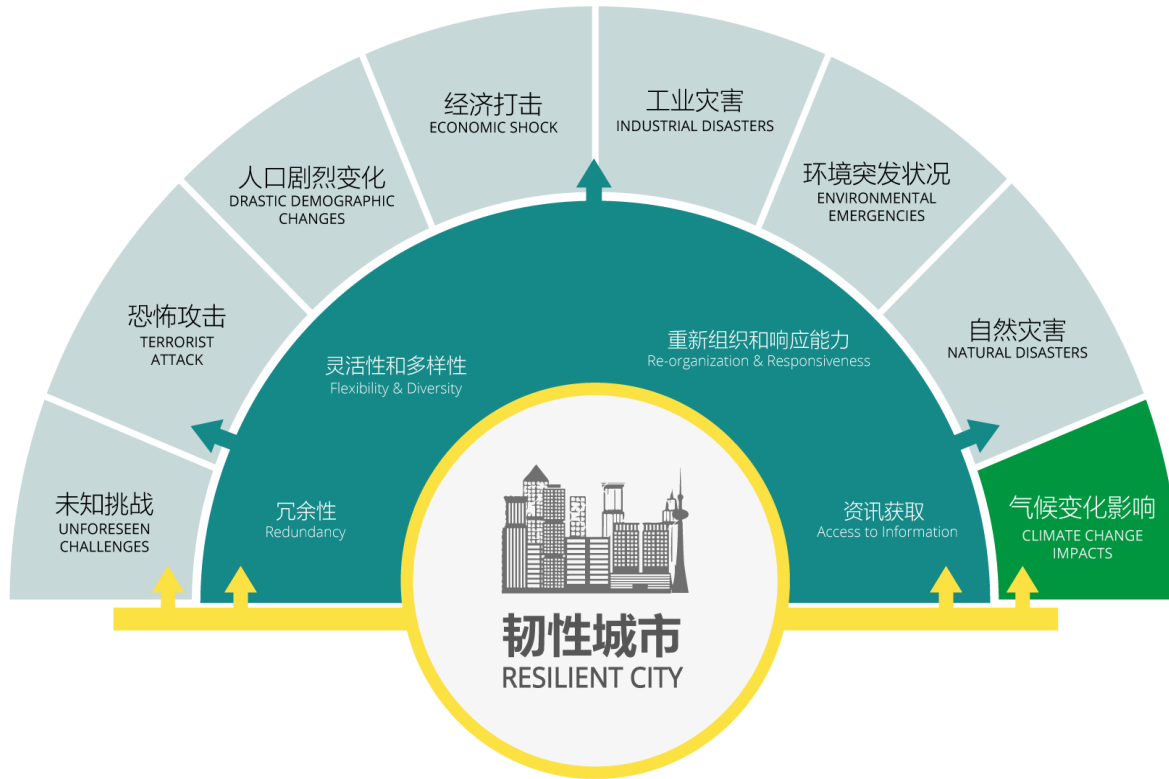 经济打击
ECONOMIC SHOCK
工业灾害
INDUSTRIAL DISASTERS
人口剧烈变化
DRASTIC DEMOGRAPHIC
CHANGES
环境突发状况
ENVIRONMENTAL
EMERGENCIES
恐怖攻击
TERRORIST
ATTACK
自然灾害
NATURAL DISASTERS
未知挑战
UNFORESEEN
CHALLENGES
气候变化影响
CLIMATE CHANGE
IMPACTS
灵活性和多样性
Flexibility & Diversity
重新组织和响应能力
Re-organization & Responsiveness
冗余性
Redundancy
资讯获取
Access to Information
韧性城市
RESILIENT CITY